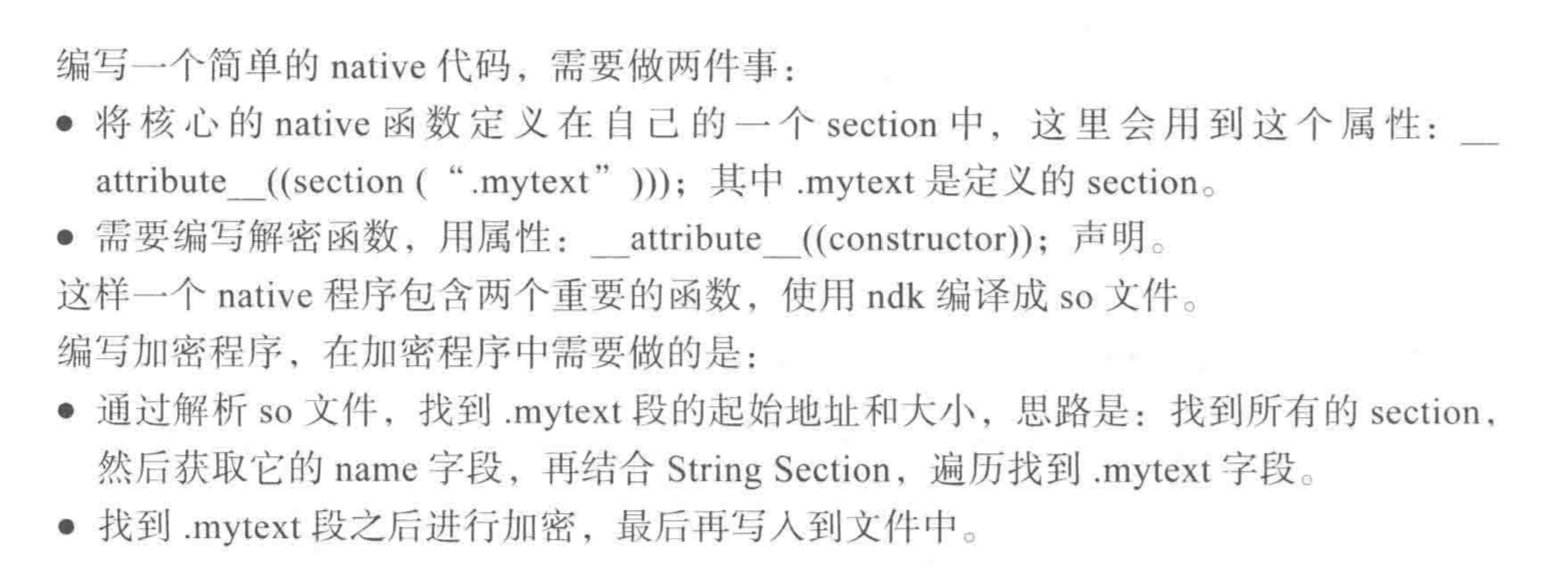 编写一个简单的 native 代码，需要做两件事：
● 将核心的 native 函数定义在自己的一个 section 中，这里会用到这个属性：__
attribute__((section ( “.mytext” )))；其中 .mytext 是定义的 section。
● 需要编写解密函数，用属性：__attribute__((constructor))；声明。
这样一个 native 程序包含两个重要的函数，使用 ndk 编译成 so 文件。
编写加密程序，在加密程序中需要做的是：
● 通过解析 so 文件，找到 .mytext 段的起始地址和大小，思路是：找到所有的 section，
然后获取它的 name 字段，再结合 String Section，遍历找到 .mytext 字段。
● 找到 .mytext 段之后进行加密，最后再写入到文件中。